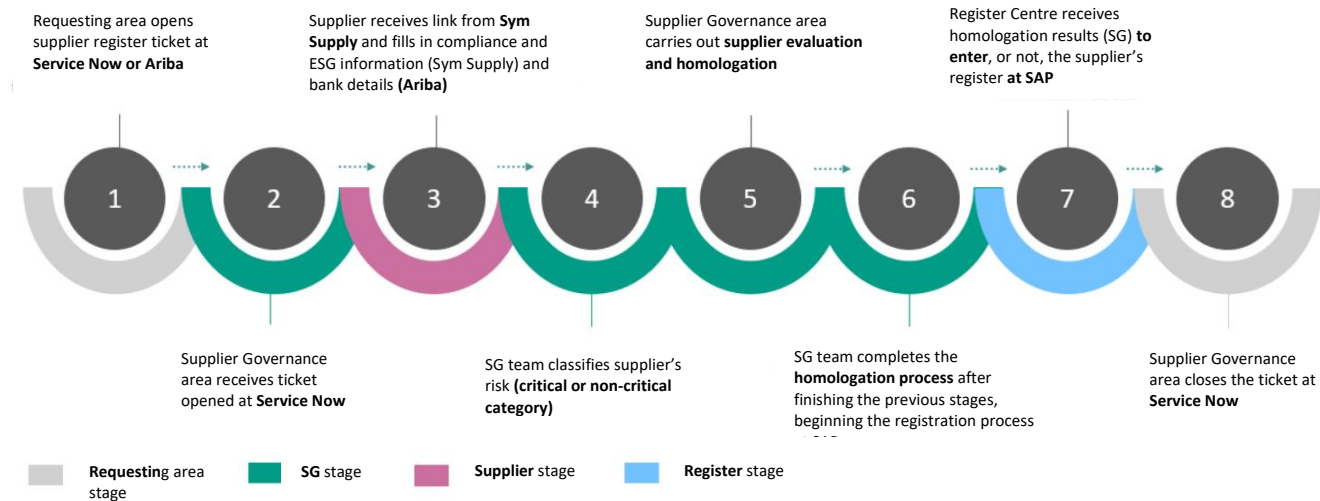 Requesting area opens
supplier register ticket at
Service Now or Ariba
Supplier receives link from Sym
Supply and fills in compliance and
ESG information (Sym Supply) and
bank details (Ariba)
Supplier Governance area
carries out supplier evaluation
and homologation
Register Centre receives
homologation results (SG) to
enter, or not, the supplier's
register at SAP
1
2
3
4
5
6
7
8
Supplier Governance
area receives ticket
opened at Service Now
SG team classifies supplier's
risk (critical or non-critical
category)
SG team completes the
homologation process after
finishing the previous stages,
beginning the registration process
Supplier Governance
area closes the ticket at
Service Now
Requesting area
stage
SG stage
Supplier stage
Register stage